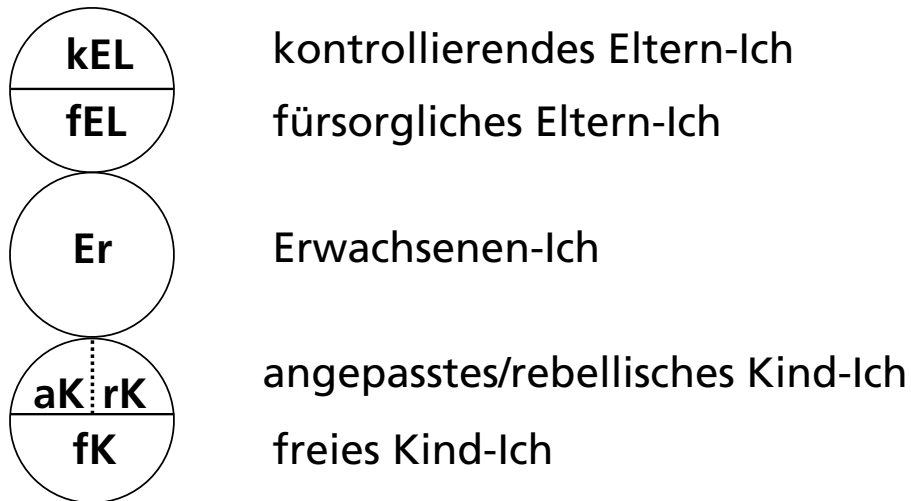 kEL kontrollierendes Eltern-Ich
fEL fürsorgliches Eltern-Ich
Er Erwachsenen-Ich
aK rK angepasstes/rebellisches Kind-Ich
fK freies Kind-Ich